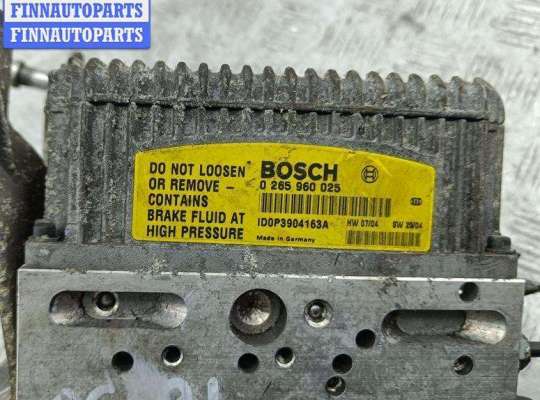 FINNAUTOPARTS
FINNAUTOPARTS
DO NOT LOOSEN
OR REMOVE -
CONTAINS
BRAKE FLUID AT
HIGH PRESSURE
BOSCH
0 265 960 025
ID0P3904163A
HW 07/04 SW 29/04
Made in Germany